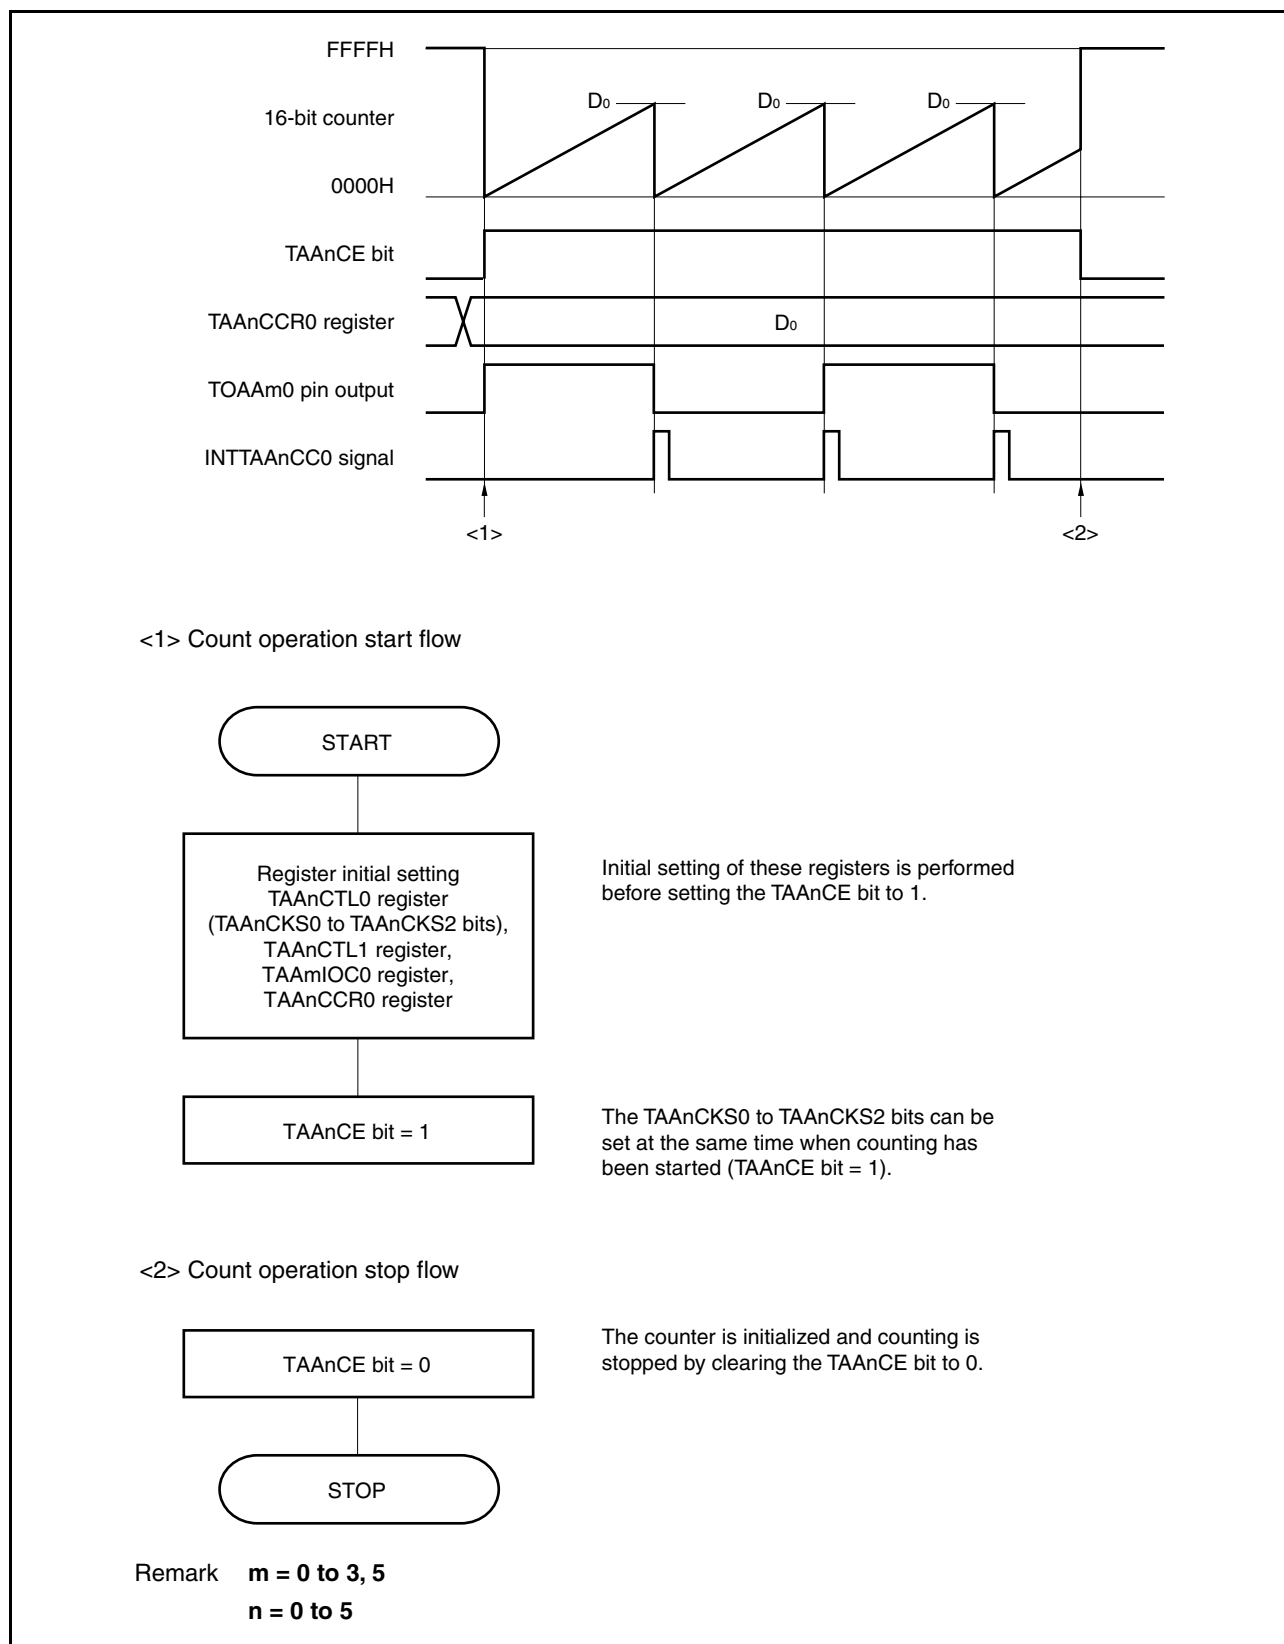 FFFFH
D0 D0 D0
16-bit counter
0000H
TAAnCE bit
TAAnCCR0 register
D0
TOAAm0 pin output
INTTAAnCC0 signal
<1> <2>
<1> Count operation start flow
START
Register initial setting
TAAnCTL0 register
(TAAnCKS0 to TAAnCKS2 bits),
TAAnCTL1 register,
TAAmIOC0 register,
TAAnCCR0 register
Initial setting of these registers is performed
before setting the TAAnCE bit to 1.
TAAnCE bit = 1
The TAAnCKS0 to TAAnCKS2 bits can be
set at the same time when counting has
been started (TAAnCE bit = 1).
<2> Count operation stop flow
TAAnCE bit = 0
The counter is initialized and counting is
stopped by clearing the TAAnCE bit to 0.
STOP
Remark m = 0 to 3, 5
n = 0 to 5